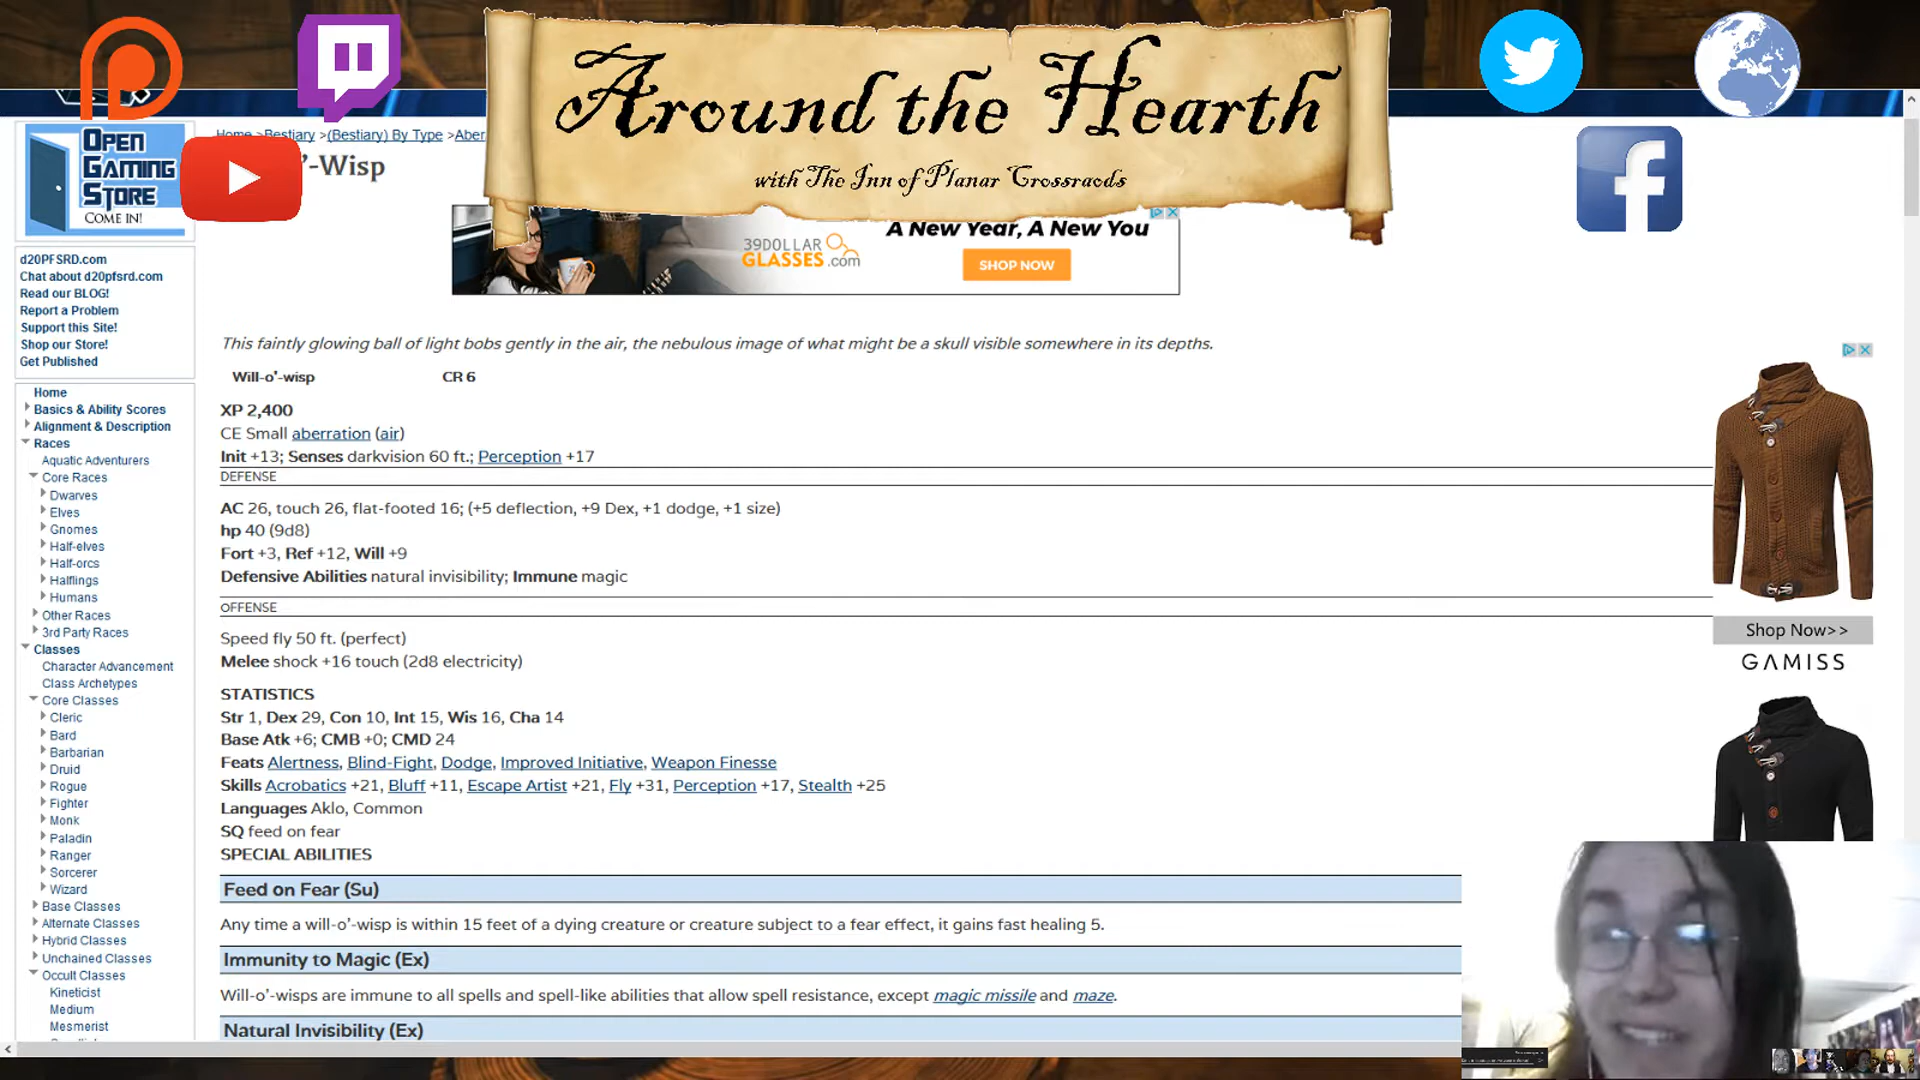 Around the Hearth
with The Inn of Planar Crossraods
OPEN
GAMING
STORE
COME IN!
Home >Bestiary >(Bestiary) By Type >Aber
'-Wisp
A New Year, A New You
39DOLLAR
GLASSES.com
SHOP NOW
d20PFSRD.com
Chat about d20pfsrd.com
Read our BLOG!
Report a Problem
Support this Site!
Shop our Store!
Get Published
Home
Basics & Ability Scores
Alignment & Description
Races
Aquatic Adventurers
Core Races
Dwarves
Elves
Gnomes
Half-elves
Half-orcs
Halflings
Humans
Other Races
3rd Party Races
Classes
Character Advancement
Class Archetypes
Core Classes
Cleric
Bard
Barbarian
Druid
Rogue
Fighter
Monk
Paladin
Ranger
Sorcerer
Wizard
Base Classes
Alternate Classes
Hybrid Classes
Unchained Classes
Occult Classes
Kineticist
Medium
Mesmerist
This faintly glowing ball of light bobs gently in the air, the nebulous image of what might be a skull visible somewhere in its depths.
Will-o'-wisp CR 6
XP 2,400
CE Small aberration (air)
Init +13; Senses darkvision 60 ft.; Perception +17
DEFENSE
AC 26, touch 26, flat-footed 16; (+5 deflection, +9 Dex, +1 dodge, +1 size)
hp 40 (9d8)
Fort +3, Ref +12, Will +9
Defensive Abilities natural invisibility; Immune magic
OFFENSE
Speed fly 50 ft. (perfect)
Melee shock +16 touch (2d8 electricity)
STATISTICS
Str 1, Dex 29, Con 10, Int 15, Wis 16, Cha 14
Base Atk +6; CMB +0; CMD 24
Feats Alertness, Blind-Fight, Dodge, Improved Initiative, Weapon Finesse
Skills Acrobatics +21, Bluff +11, Escape Artist +21, Fly +31, Perception +17, Stealth +25
Languages Aklo, Common
SQ feed on fear
SPECIAL ABILITIES
Feed on Fear (Su)
Any time a will-o'-wisp is within 15 feet of a dying creature or creature subject to a fear effect, it gains fast healing 5.
Immunity to Magic (Ex)
Will-o'-wisps are immune to all spells and spell-like abilities that allow spell resistance, except magic missile and maze.
Natural Invisibility (Ex)
Shop Now>>
GAMISS